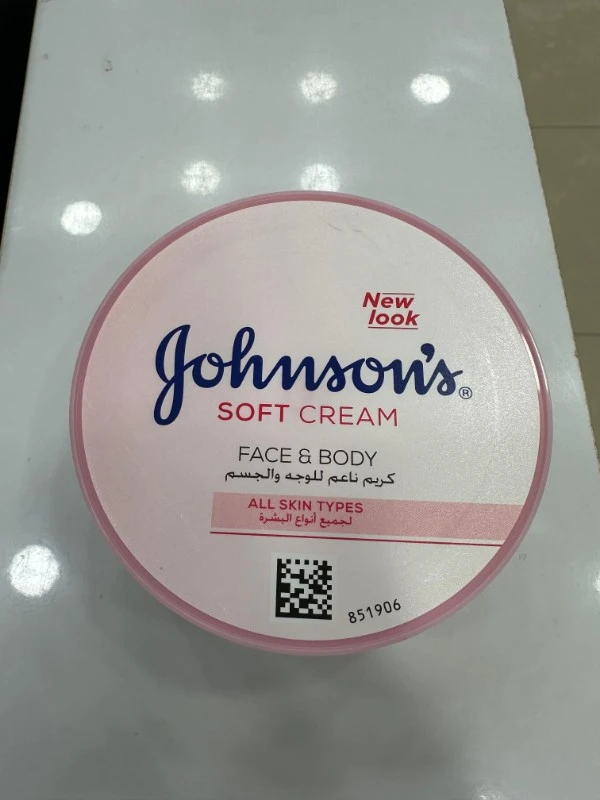 New
look
Johnson's®
SOFT CREAM
FACE & BODY
كريم ناعم للوجه والجسم
ALL SKIN TYPES
لجميع أنواع البشرة
851906